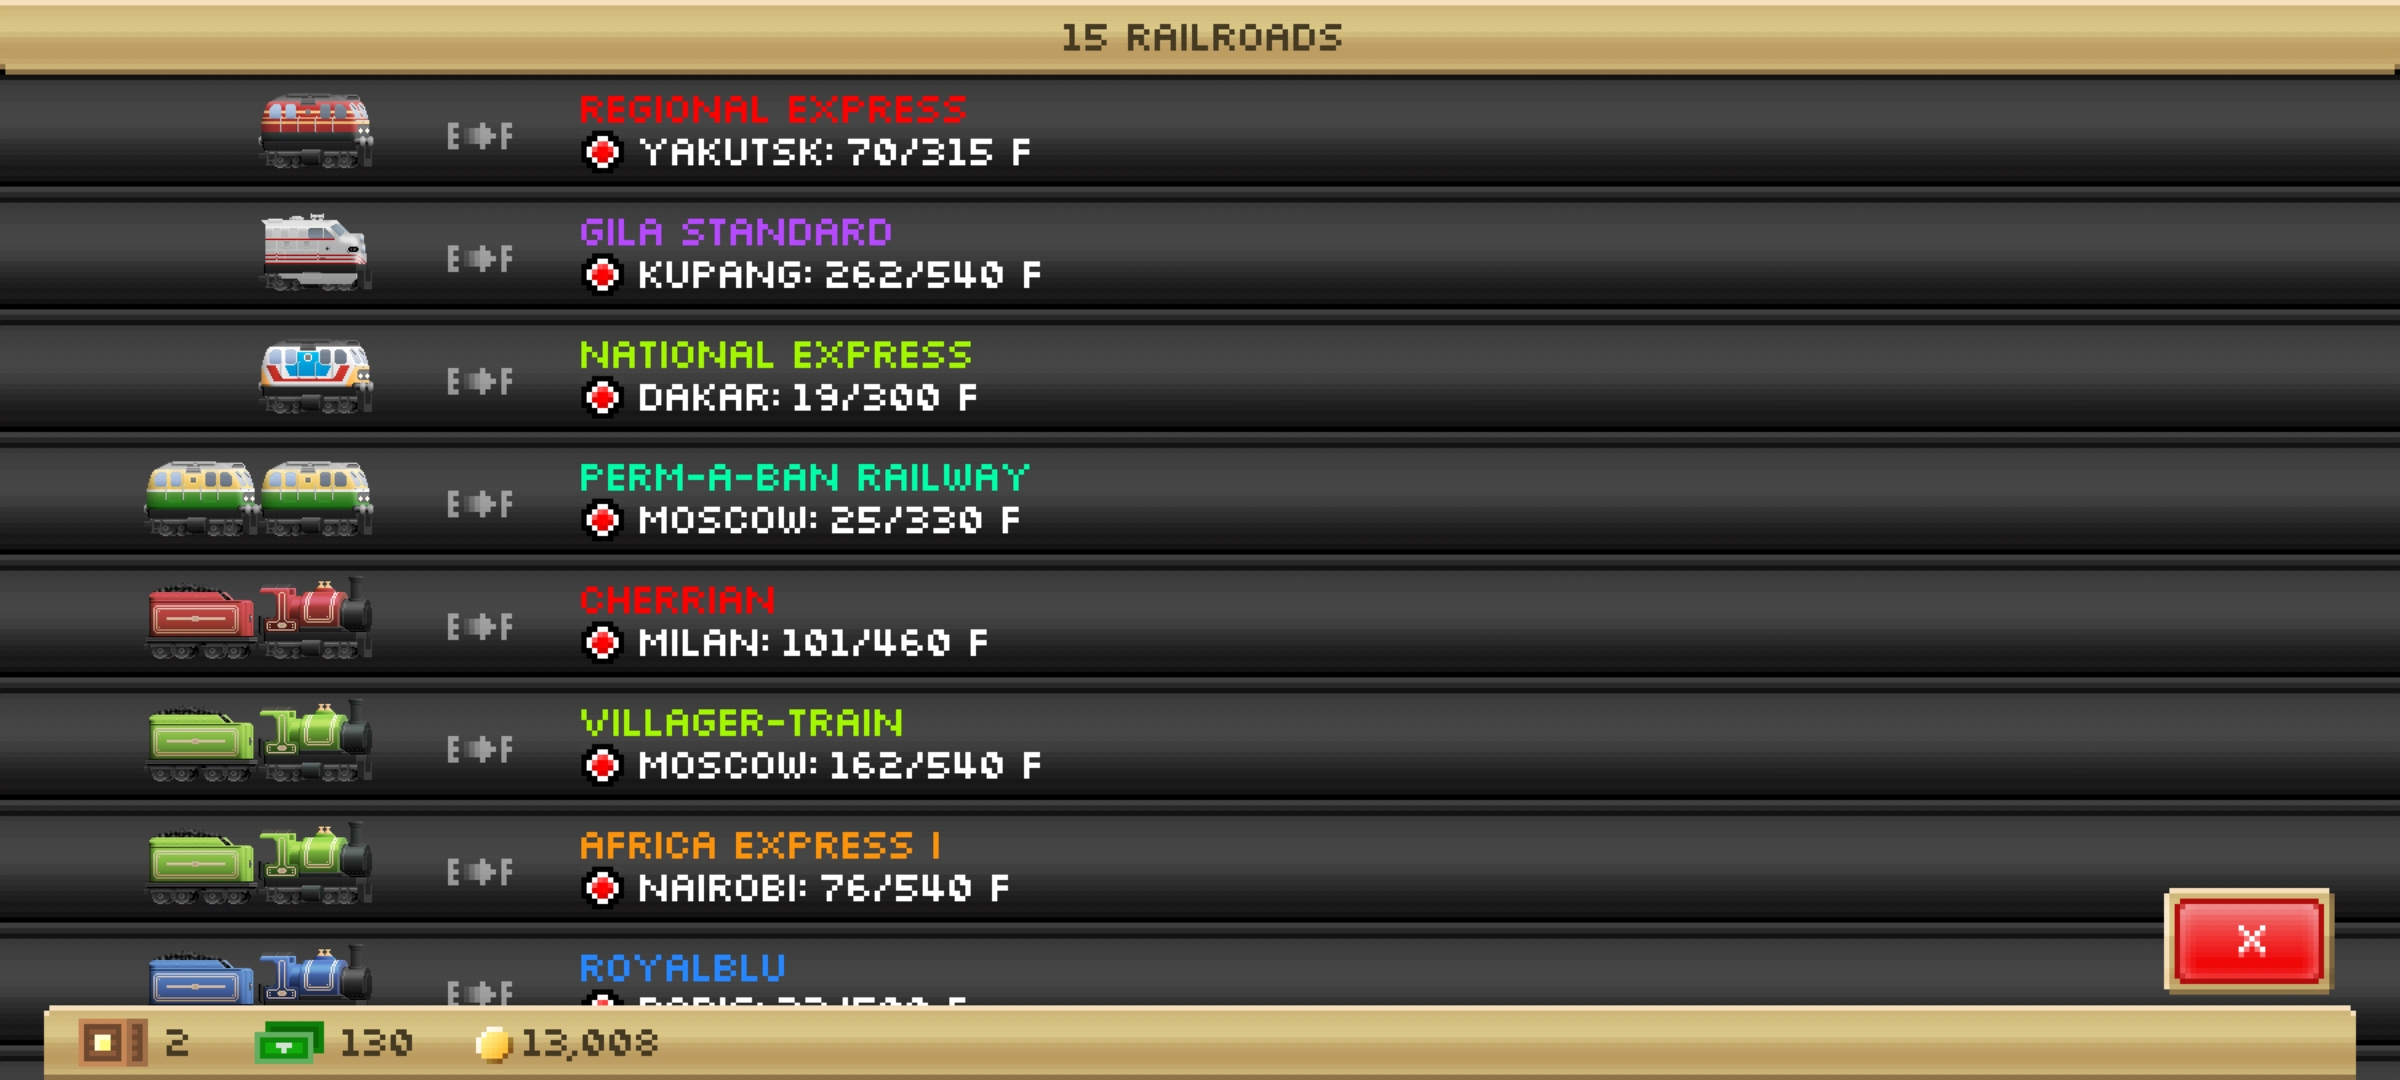 15 RAILROADS
E F
REGIONAL EXPRESS
YAKUTSK: 70/315 F
E F
GILA STANDARD
KUPANG: 262/540 F
E F
NATIONAL EXPRESS
DAKAR: 19/300 F
E F
PERM-A-BAN RAILWAY
MOSCOW: 25/330 F
E F
CHERRIAN
MILAN: 101/460 F
E F
VILLAGER-TRAIN
MOSCOW: 162/540 F
E F
AFRICA EXPRESS I
NAIROBI: 76/540 F
E F
ROYALBLU
X
2 130 13,008